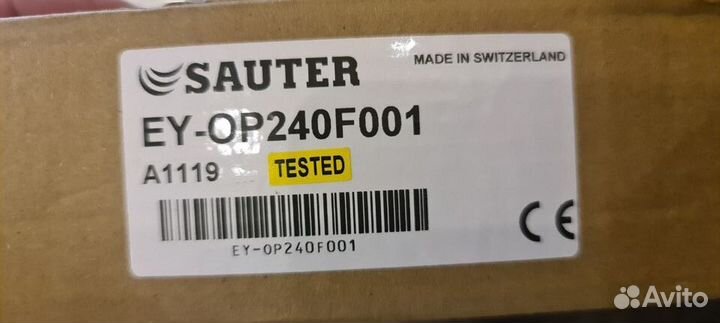 SAUTER
MADE IN SWITZERLAND
EY-OP240F001
A1119
TESTED
EY-OP240F001
CE
Avito